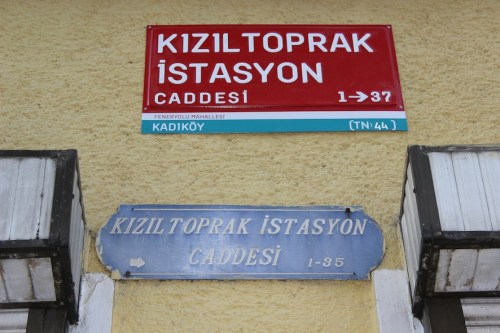 KIZILTOPRAK
İSTASYON
CADDESİ 1→37
FENERYOLU MAHALLESİ
KADIKÖY (TN:44)
KIZILTOPRAK İSTASYON
CADDESİ
→ 1-35